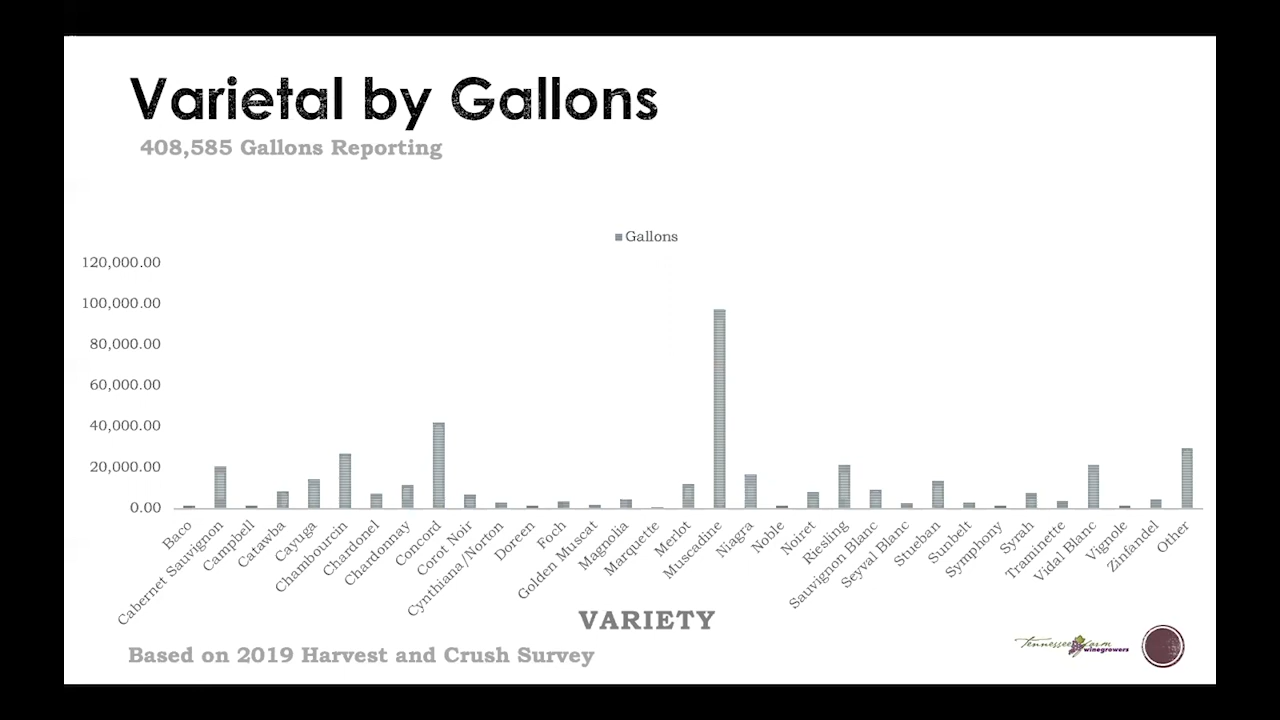 Varietal by Gallons
408,585 Gallons Reporting
Gallons
120,000.00
100,000.00
80,000.00
60,000.00
40,000.00
20,000.00
0.00
Baco
Cabernet Sauvignon
Campbell
Catawba
Cayuga
Chambourcin
Chardonel
Chardonnay
Concord
Corot Noir
Cynthiana/Norton
Doreen
Foch
Golden Muscat
Magnolia
Marquette
Merlot
Muscadine
Niagra
Noble
Noiret
Riesling
Sauvignon Blanc
Seyval Blanc
Stueban
Sunbelt
Symphony
Syrah
Traminette
Vidal Blanc
Vignole
Zinfandel
Other
VARIETY
Based on 2019 Harvest and Crush Survey
Tennessee farm
winegrowers